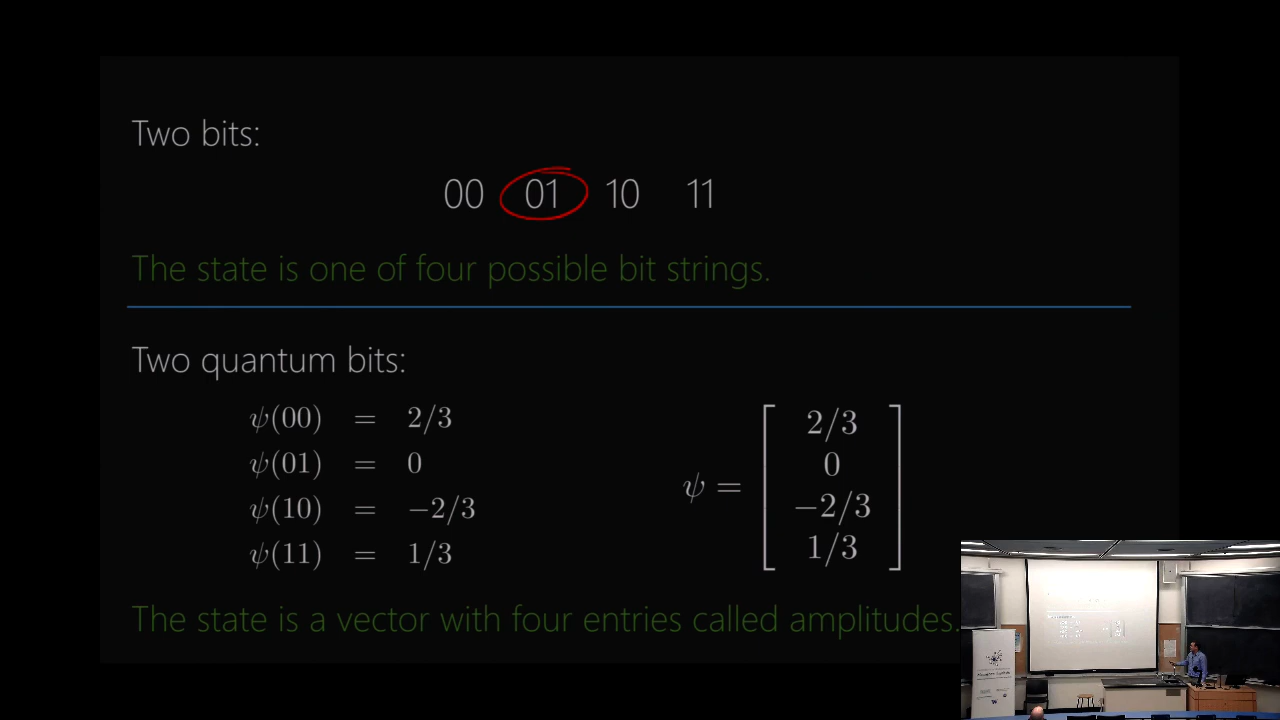 Two bits:
00 01 10 11
The state is one of four possible bit strings.
Two quantum bits:
ψ(00) = 2/3
ψ(01) = 0
ψ(10) = −2/3
ψ(11) = 1/3
ψ =
2/3
0
−2/3
1/3
The state is a vector with four entries called amplitudes.